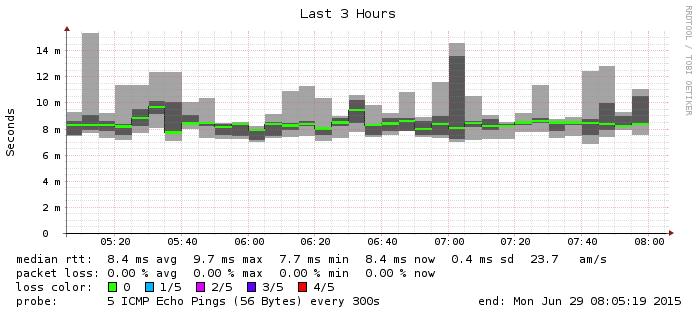 Last 3 Hours
RRDTOOL / TOBI OETIKER
Seconds
14 m
12 m
10 m
8 m
6 m
4 m
2 m
0
05:20 05:40 06:00 06:20 06:40 07:00 07:20 07:40 08:00
median rtt: 8.4 ms avg 9.7 ms max 7.7 ms min 8.4 ms now 0.4 ms sd 23.7 am/s
packet loss: 0.00 % avg 0.00 % max 0.00 % min 0.00 % now
loss color: 0 1/5 2/5 3/5 4/5
probe: 5 ICMP Echo Pings (56 Bytes) every 300s end: Mon Jun 29 08:05:19 2015